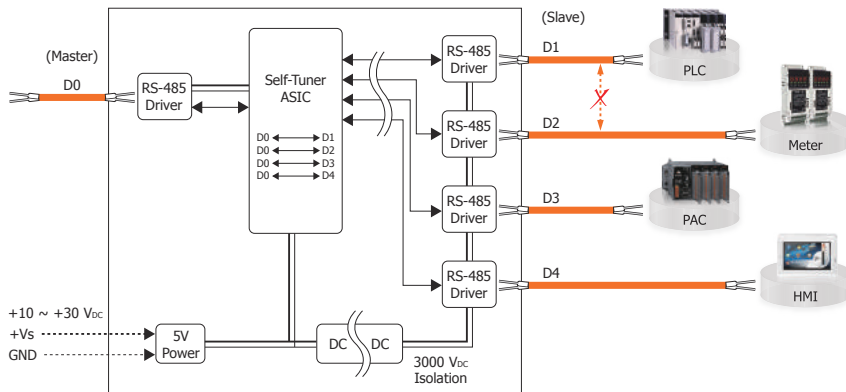 (Master)
D0
RS-485
Driver
Self-Tuner
ASIC
D0 D1
D0 D2
D0 D3
D0 D4
(Slave)
RS-485
Driver
D1
PLC
X
RS-485
Driver
D2
Meter
RS-485
Driver
D3
PAC
RS-485
Driver
D4
HMI
+10 ~ +30 VDC
+Vs
GND
5V
Power
DC DC
3000 VDC
Isolation